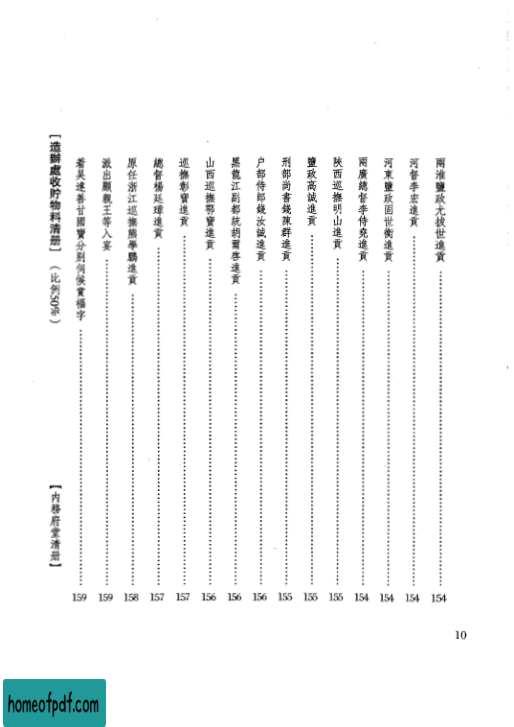 兩淮鹽政尤拔世進貢 154
河督李宏進貢 154
河東鹽政固世衡進貢 154
兩廣總督李侍堯進貢 154
陝西巡撫明山進貢 155
鹽政高誠進貢 155
刑部尚書錢陳群進貢 155
户部侍郎錢汝誠進貢 156
黑龍江副都統胡爾啓進貢 156
山西巡撫鄂寶進貢 156
巡撫彰寶進貢 157
總督楊廷璋進貢 157
原任浙江巡撫熊學鵬進貢 158
派出顯親王等入宴 159
着吴達善甘國寶分别伺候賞福字 159
[造辦處收貯物料清册](比例50%) [内務府堂清册]
10
homeofpdf.com